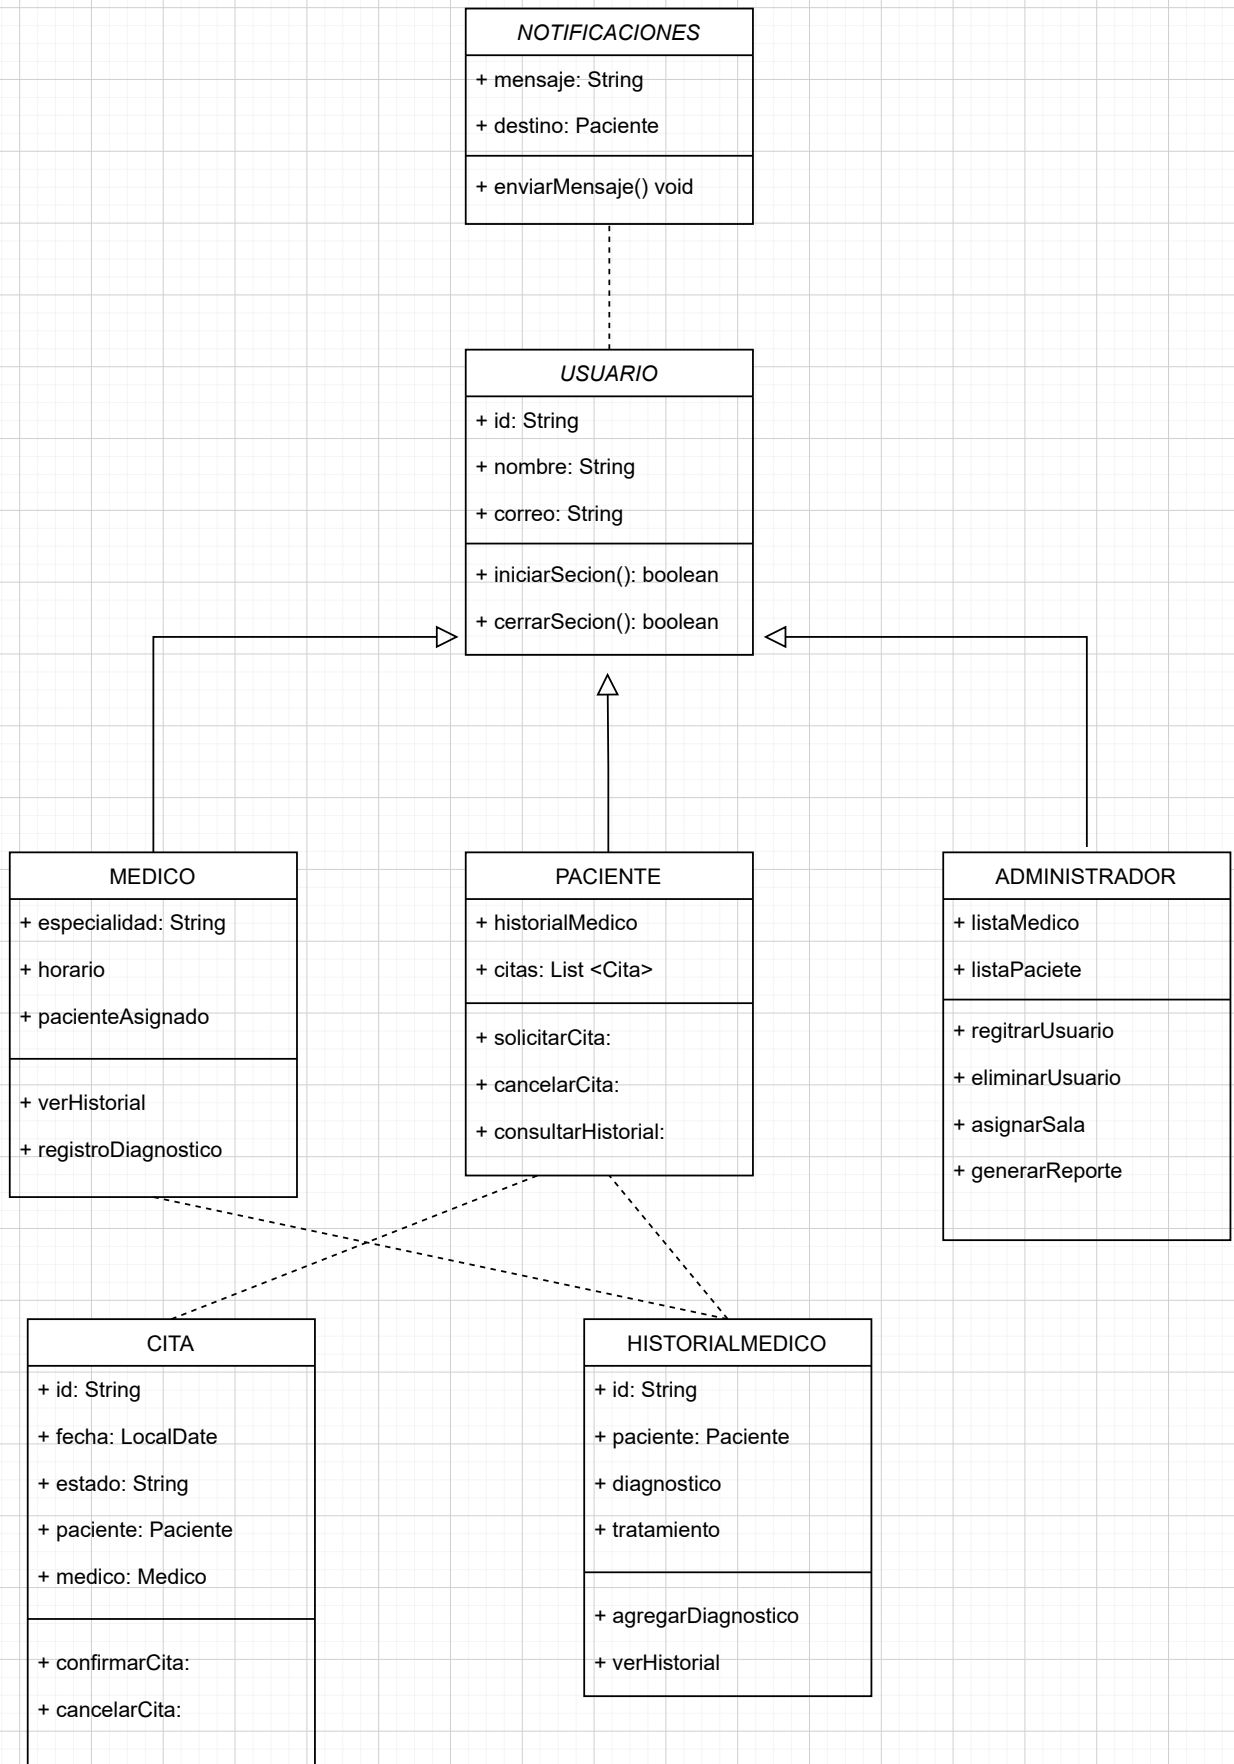 NOTIFICACIONES
+ mensaje: String
+ destino: Paciente
+ enviarMensaje() void
USUARIO
+ id: String
+ nombre: String
+ correo: String
+ iniciarSecion(): boolean
+ cerrarSecion(): boolean
MEDICO
+ especialidad: String
+ horario
+ pacienteAsignado
+ verHistorial
+ registroDiagnostico
PACIENTE
+ historialMedico
+ citas: List <Cita>
+ solicitarCita:
+ cancelarCita:
+ consultarHistorial:
ADMINISTRADOR
+ listaMedico
+ listaPaciete
+ regitrarUsuario
+ eliminarUsuario
+ asignarSala
+ generarReporte
CITA
+ id: String
+ fecha: LocalDate
+ estado: String
+ paciente: Paciente
+ medico: Medico
+ confirmarCita:
+ cancelarCita:
HISTORIALMEDICO
+ id: String
+ paciente: Paciente
+ diagnostico
+ tratamiento
+ agregarDiagnostico
+ verHistorial